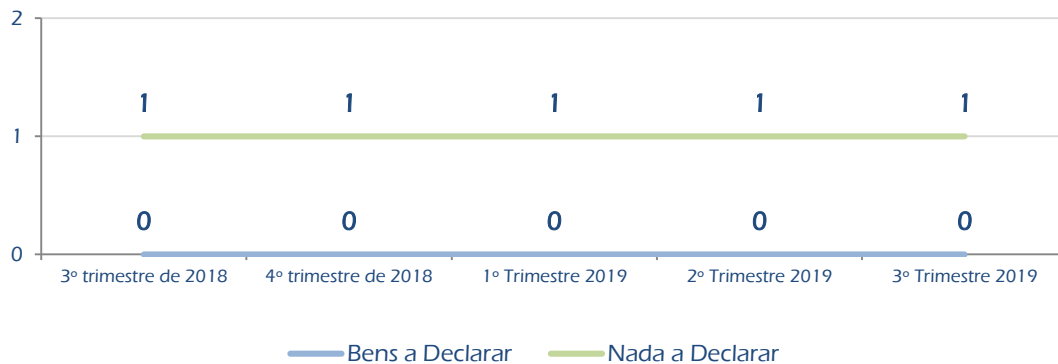 2
1 1 1 1 1
1
0 0 0 0 0
0
3º trimestre de 2018 4º trimestre de 2018 1º Trimestre 2019 2º Trimestre 2019 3º Trimestre 2019
Bens a Declarar Nada a Declarar